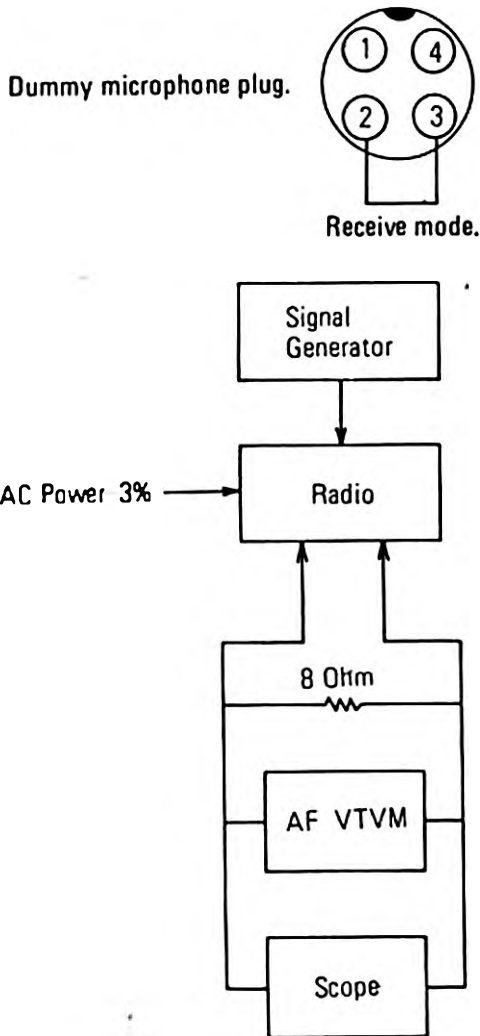 Dummy microphone plug.
1
4
2
3
Receive mode.
Signal
Generator
AC Power 3%
Radio
8 Ohm
AF VTVM
Scope